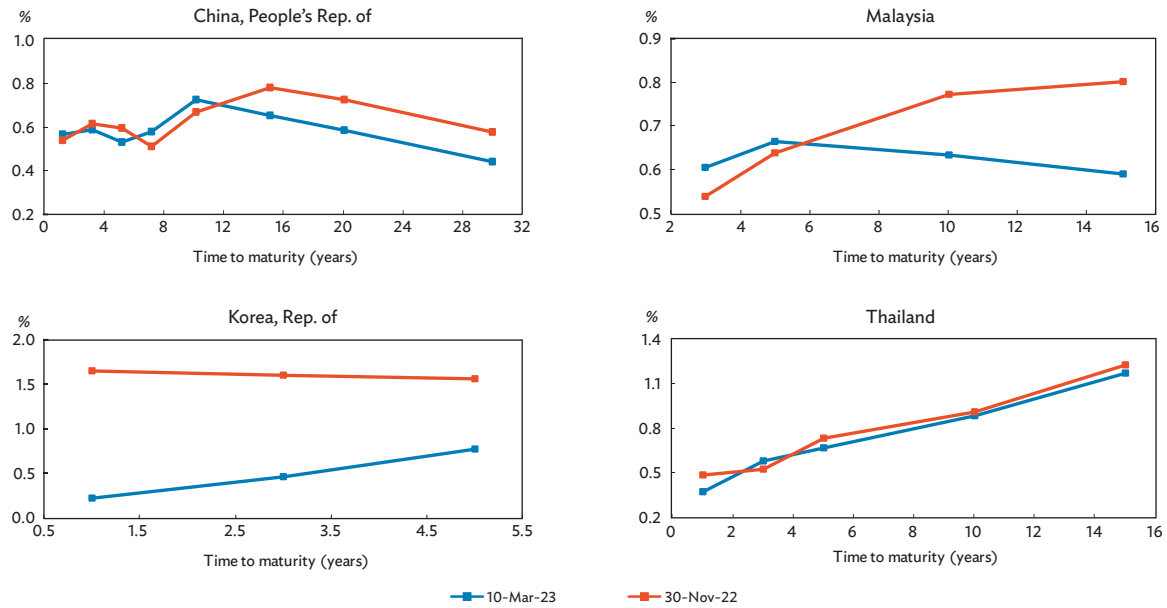 China, People's Rep. of
%
1.0
0.8
0.6
0.4
0.2
0 4 8 12 16 20 24 28 32
Time to maturity (years)
Malaysia
%
0.9
0.8
0.7
0.6
0.5
2 4 6 8 10 12 14 16
Time to maturity (years)
Korea, Rep. of
%
2.0
1.5
1.0
0.5
0.0
0.5 1.5 2.5 3.5 4.5 5.5
Time to maturity (years)
Thailand
%
1.4
1.1
0.8
0.5
0.2
0 2 4 6 8 10 12 14 16
Time to maturity (years)
10-Mar-23 30-Nov-22